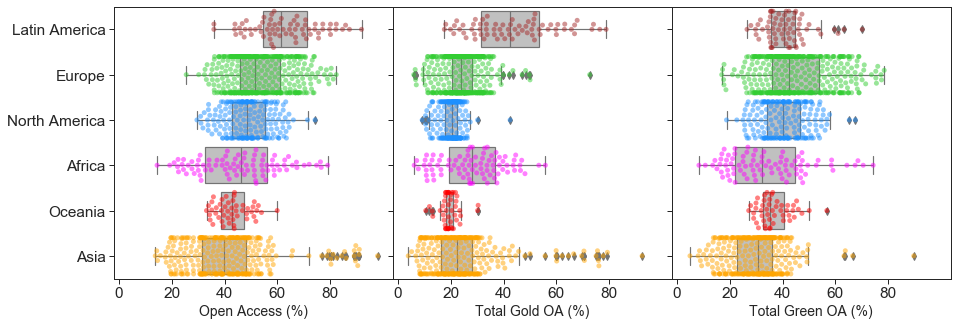 Latin America
Europe
North America
Africa
Oceania
Asia
0 20 40 60 80 0 20 40 60 80 0 20 40 60 80
Open Access (%) Total Gold OA (%) Total Green OA (%)